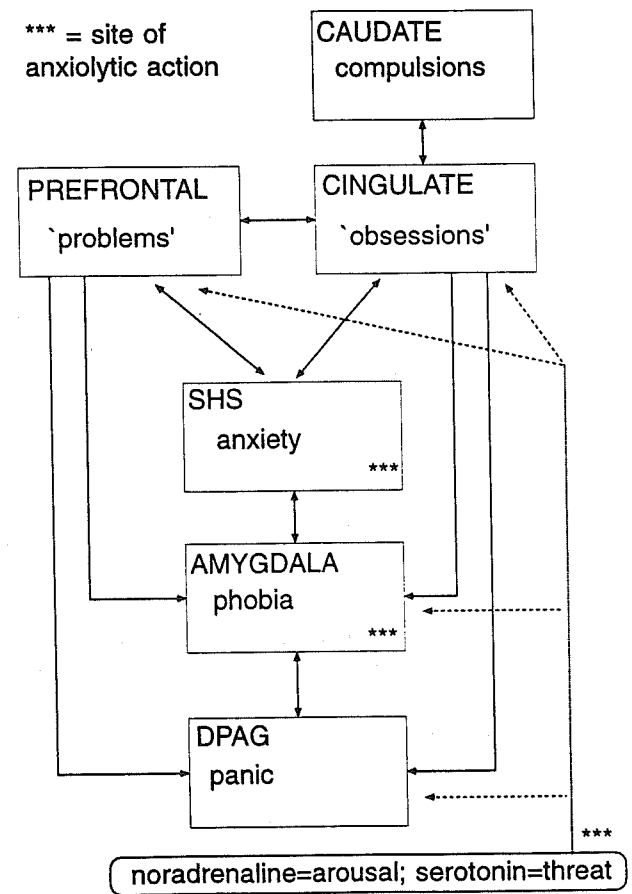 *** = site of
anxiolytic action
CAUDATE
compulsions
PREFRONTAL
`problems'
CINGULATE
`obsessions'
SHS
anxiety
***
AMYGDALA
phobia
***
DPAG
panic
***
noradrenaline=arousal; serotonin=threat